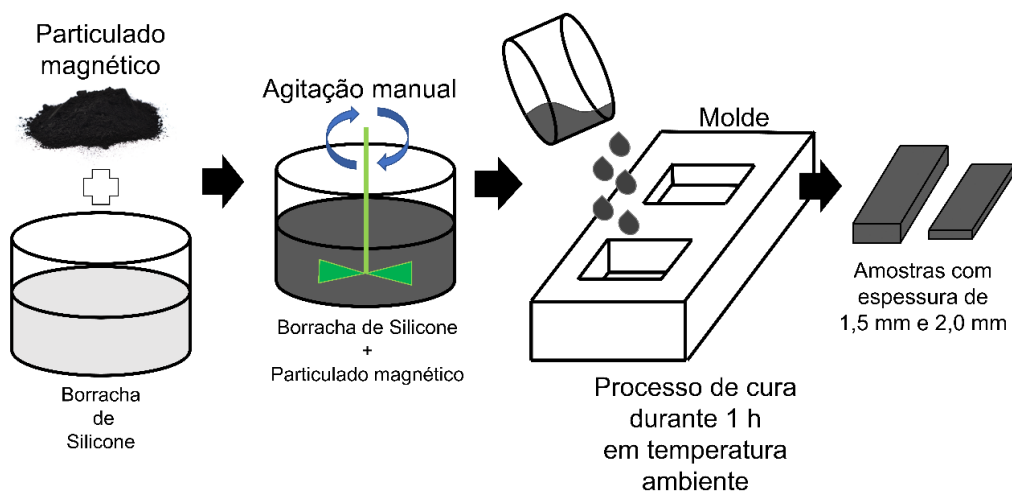 Particulado
magnético
Borracha
de
Silicone
Agitação manual
Borracha de Silicone
+
Particulado magnético
Molde
Processo de cura
durante 1 h
em temperatura
ambiente
Amostras com
espessura de
1,5 mm e 2,0 mm